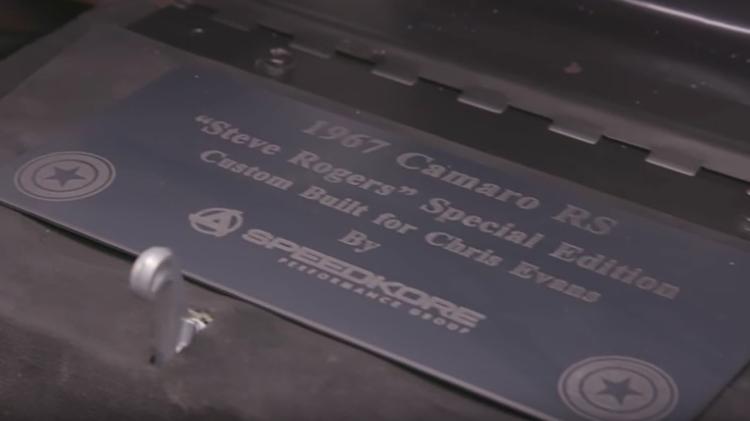 1967 Camaro RS
“Steve Rogers” Special Edition
Custom Built for Chris Evans
By
SPEEDKORE
PERFORMANCE GROUP